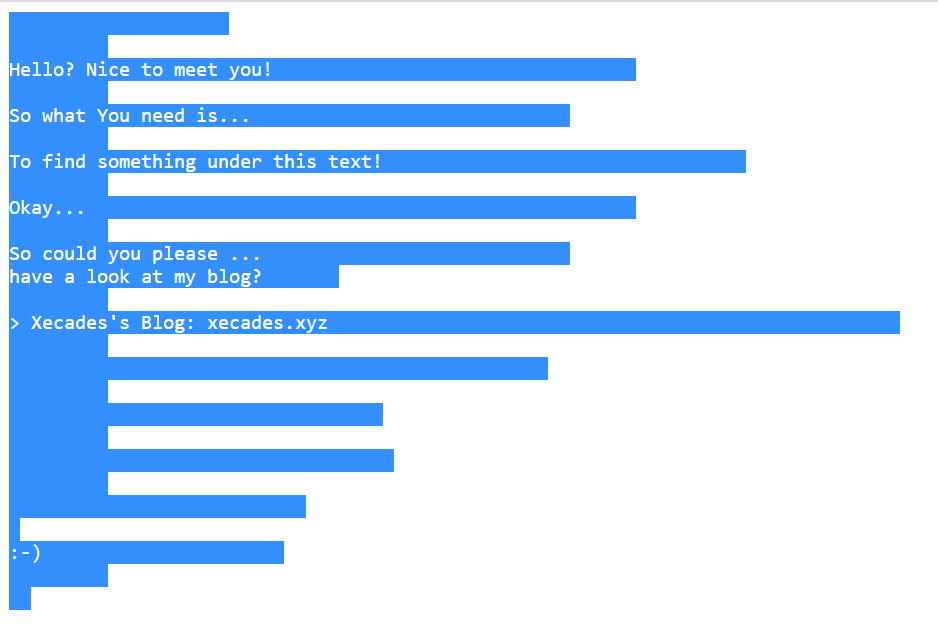 Hello? Nice to meet you!
So what You need is...
To find something under this text!
Okay...
So could you please ...
have a look at my blog?
> Xecades's Blog: xecades.xyz
:-)